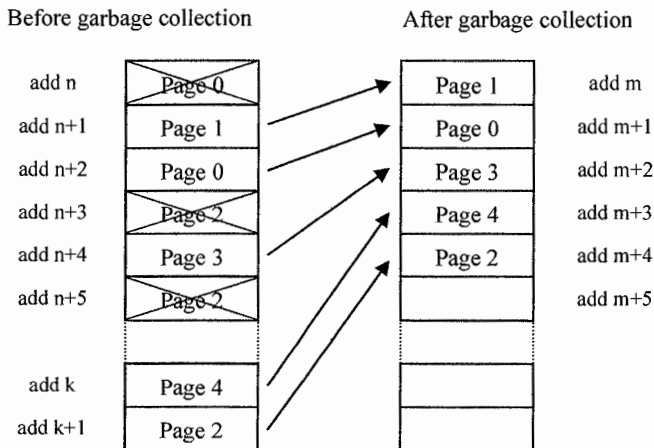 Before garbage collection After garbage collection
add n Page 0 Page 1 add m
add n+1 Page 1 Page 0 add m+1
add n+2 Page 0 Page 3 add m+2
add n+3 Page 2 Page 4 add m+3
add n+4 Page 3 Page 2 add m+4
add n+5 Page 2 add m+5
add k Page 4
add k+1 Page 2